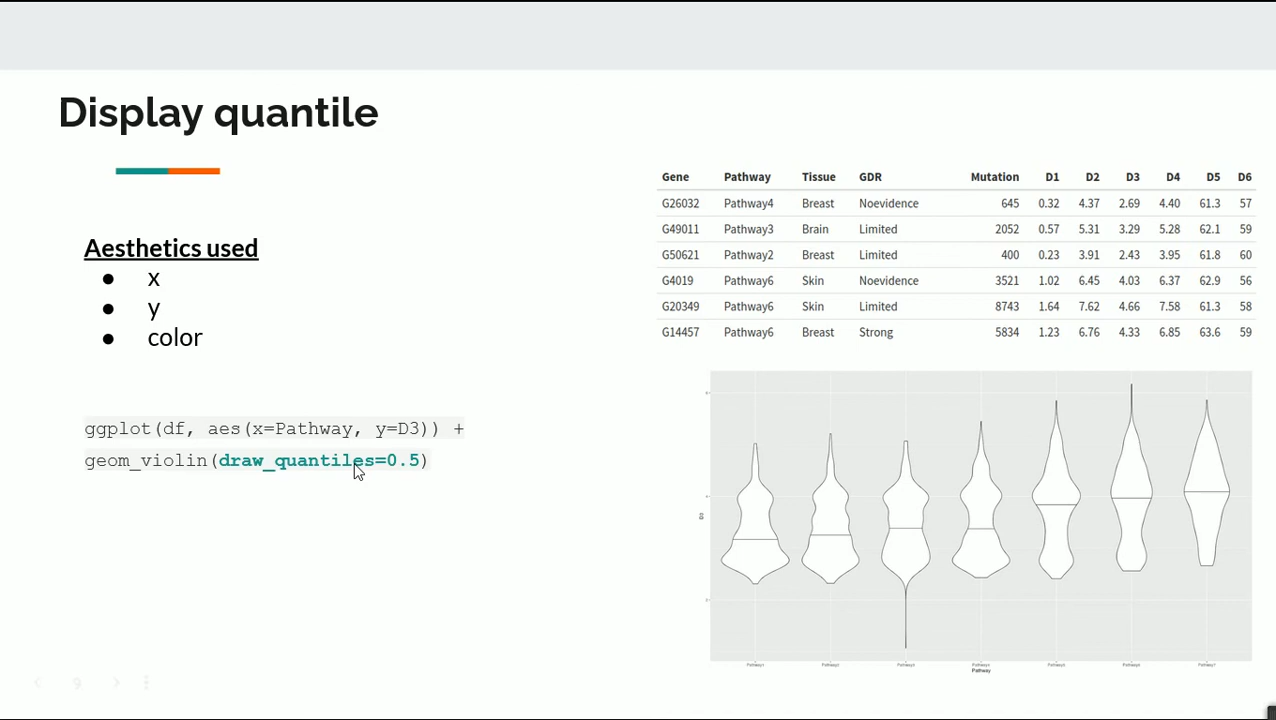 Display quantile
Aesthetics used
● x
● y
● color
ggplot(df, aes(x=Pathway, y=D3)) +
geom_violin(draw_quantiles=0.5)
Gene Pathway Tissue GDR Mutation D1 D2 D3 D4 D5 D6
G26032 Pathway4 Breast Noevidence 645 0.32 4.37 2.69 4.40 61.3 57
G49011 Pathway3 Brain Limited 2052 0.57 5.31 3.29 5.28 62.1 59
G50621 Pathway2 Breast Limited 400 0.23 3.91 2.43 3.95 61.8 60
G4019 Pathway6 Skin Noevidence 3521 1.02 6.45 4.03 6.37 62.9 56
G20349 Pathway6 Skin Limited 8743 1.64 7.62 4.66 7.58 61.3 58
G14457 Pathway6 Breast Strong 5834 1.23 6.76 4.33 6.85 63.6 59
Pathway
9